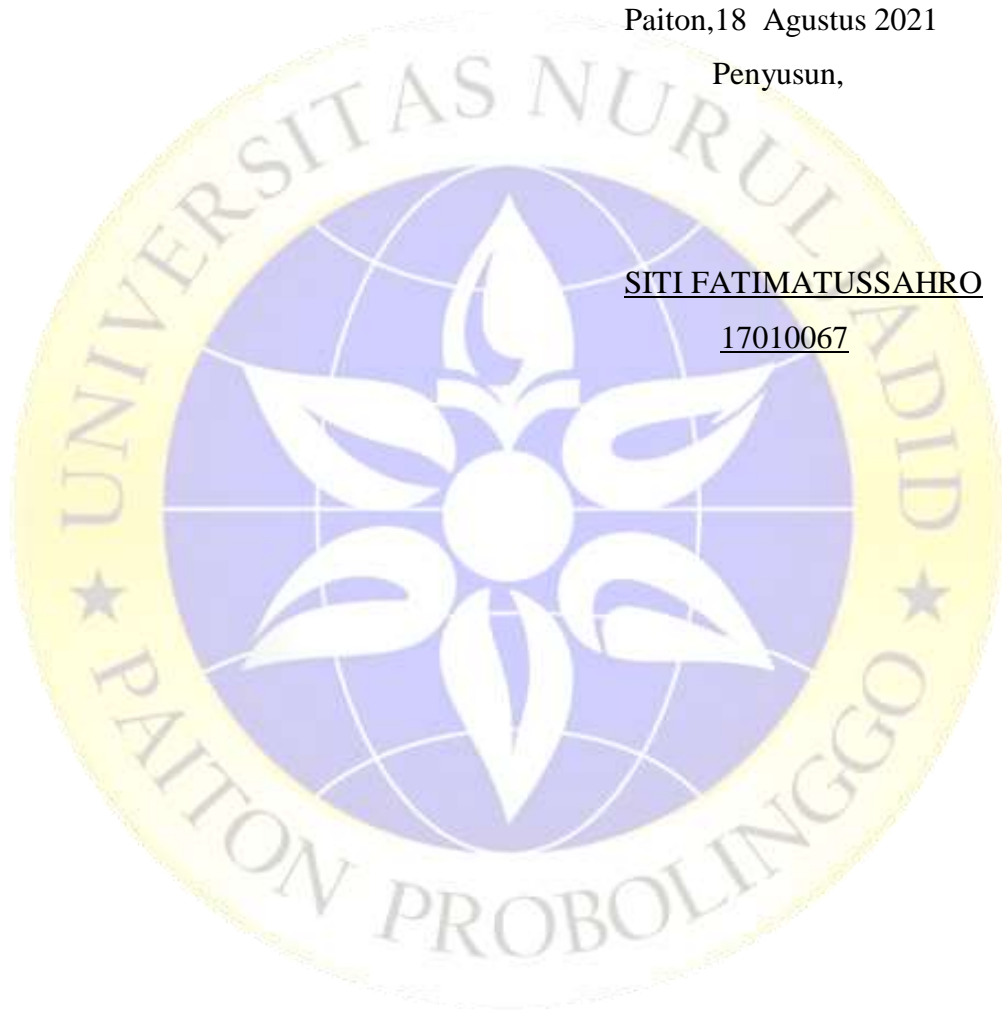 Paiton,18  Agustus 2021
Penyusun,
SITI FATIMATUSSAHRO
17010067
UNIVERSITAS NURUL JADID
PAITON PROBOLINGGO